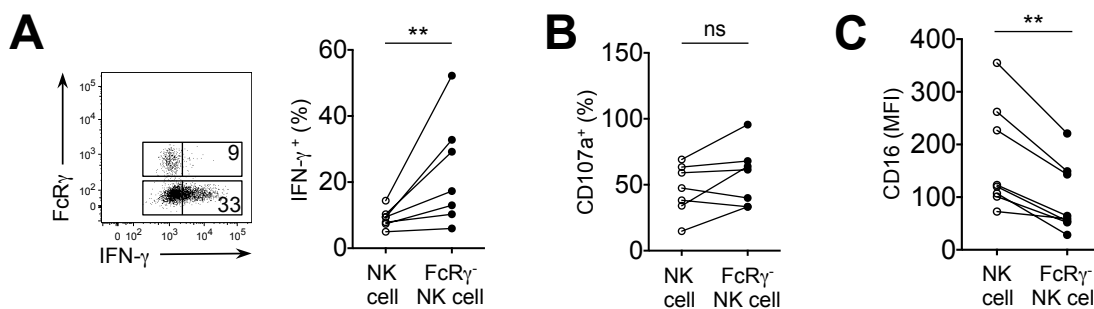 A
FcRγ
10⁵
10⁴
10³
10²
0
9
33
0 10² 10³ 10⁴ 10⁵
IFN-γ
**
IFN-γ⁺ (%)
60
40
20
0
NK
cell
FcRγ⁻
NK cell
B
ns
CD107a⁺ (%)
150
100
50
0
NK
cell
FcRγ⁻
NK cell
C
**
CD16 (MFI)
400
300
200
100
0
NK
cell
FcRγ⁻
NK cell